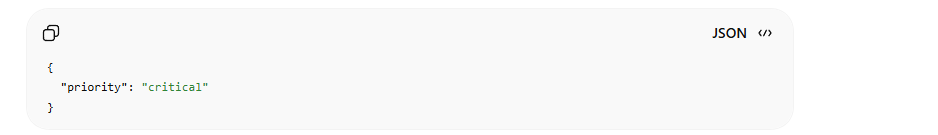 JSON </>
{
  "priority": "critical"
}